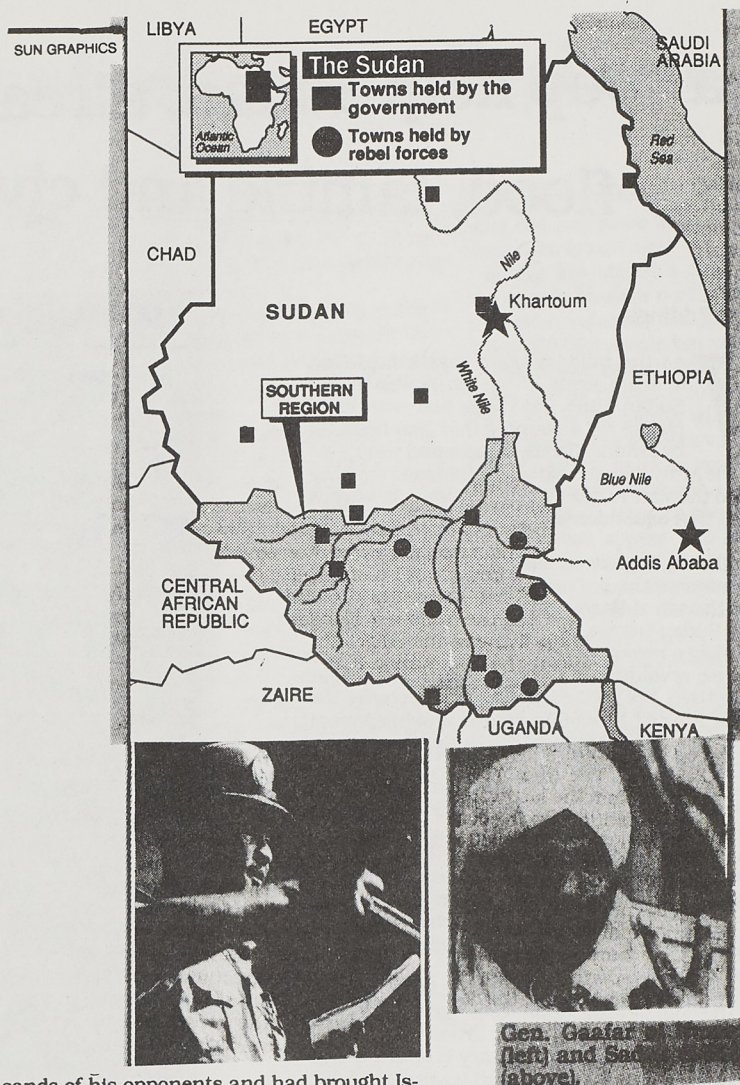 SUN GRAPHICS
LIBYA
EGYPT
SAUDI
ARABIA
The Sudan
Towns held by the
government
Towns held by
rebel forces
Atlantic
Ocean
Red
Sea
CHAD
Nile
SUDAN
Khartoum
White Nile
ETHIOPIA
SOUTHERN
REGION
Blue Nile
Addis Ababa
CENTRAL
AFRICAN
REPUBLIC
ZAIRE
UGANDA
KENYA
Gen. Gaafar
(left) and
(above)
sands of his opponents and had brought Is-